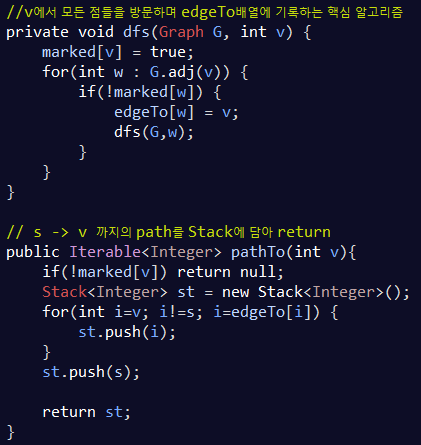 //v에서 모든 점들을 방문하며 edgeTo배열에 기록하는 핵심 알고리즘
private void dfs(Graph G, int v) {
    marked[v] = true;
    for(int w : G.adj(v)) {
        if(!marked[w]) {
            edgeTo[w] = v;
            dfs(G,w);
        }
    }
}

// s -> v 까지의 path를 Stack에 담아 return
public Iterable<Integer> pathTo(int v){
    if(!marked[v]) return null;
    Stack<Integer> st = new Stack<Integer>();
    for(int i=v; i!=s; i=edgeTo[i]) {
        st.push(i);
    }
    st.push(s);

    return st;
}